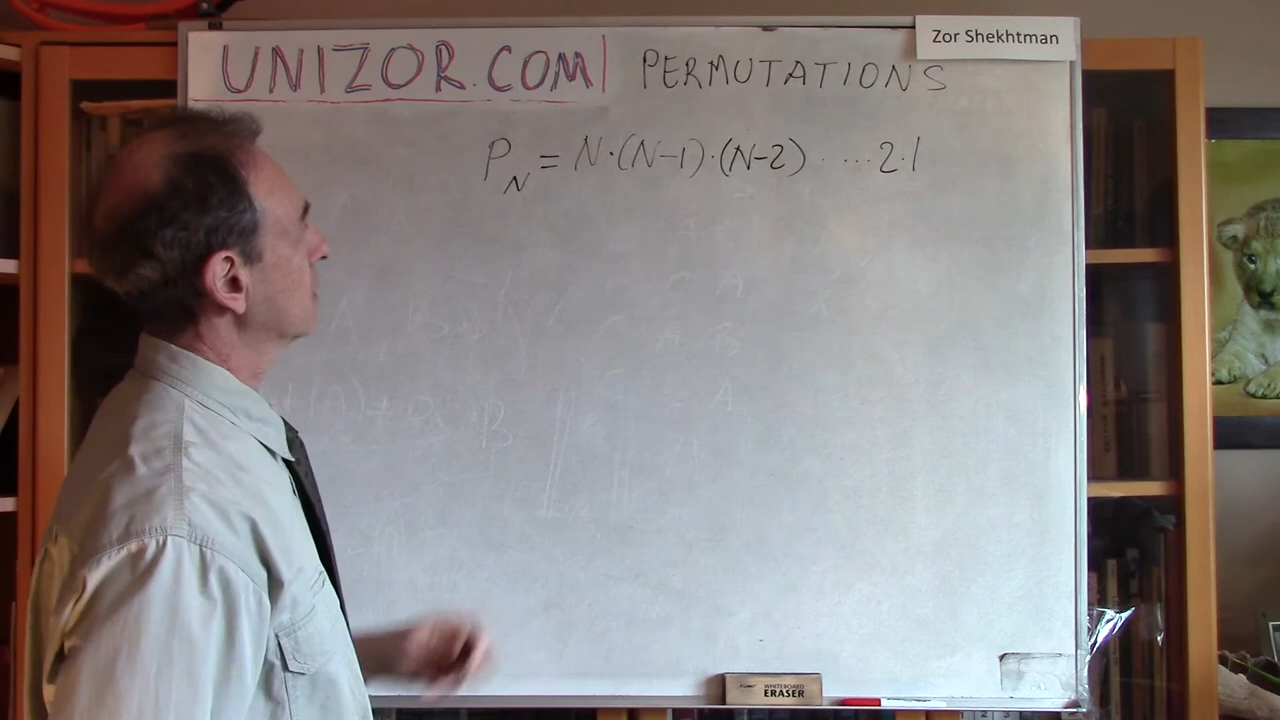 Zor Shekhtman
UNIZOR.COM
PERMUTATIONS
P_N = N·(N-1)·(N-2) · ....2·1
A B
WHITEBOARD
ERASER